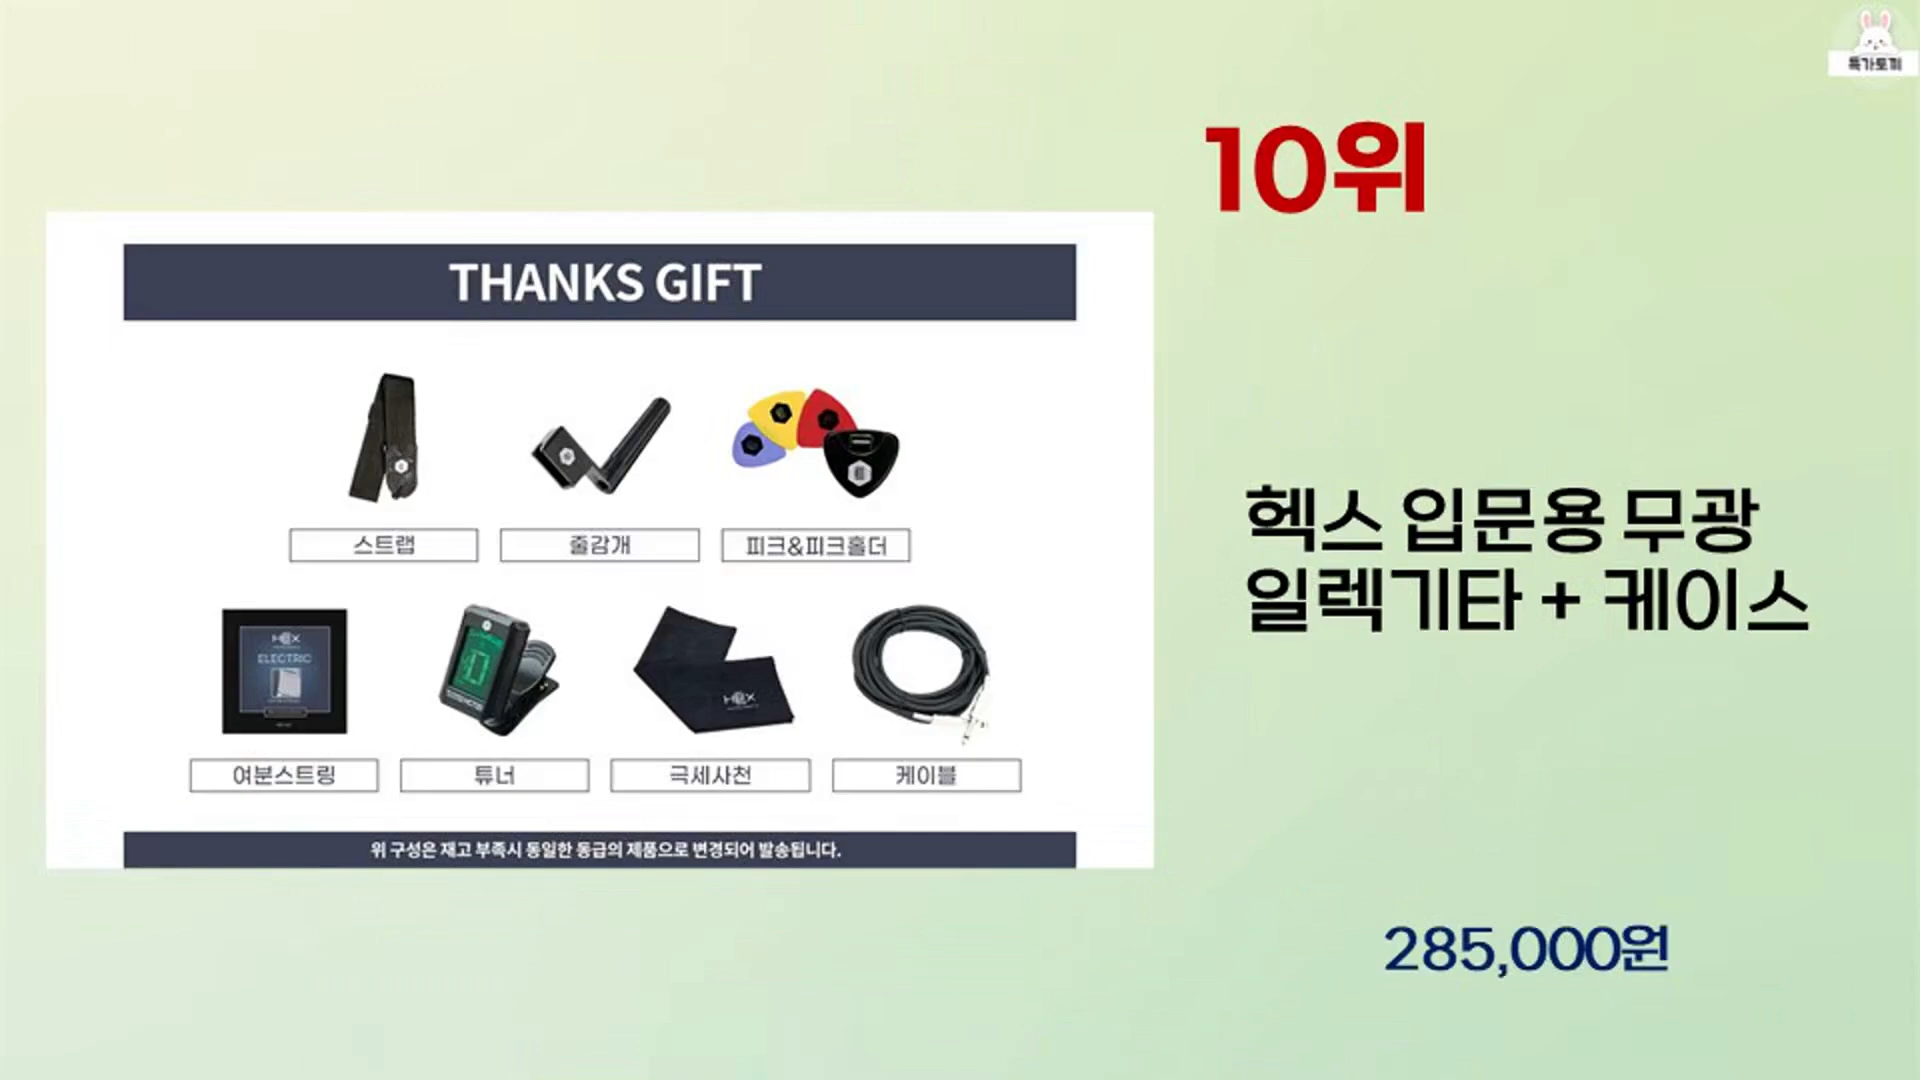 특가토끼
10위
THANKS GIFT
스트랩
줄감개
피크&피크홀더
HEX
ELECTRIC
HEX
여분스트링
튜너
극세사천
케이블
위 구성은 재고 부족시 동일한 동급의 제품으로 변경되어 발송됩니다.
헥스 입문용 무광
일렉기타 + 케이스
285,000원